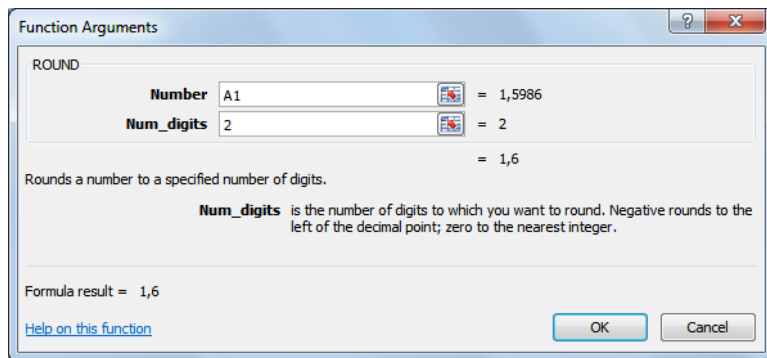 Function Arguments
ROUND
Number A1 = 1,5986
Num_digits 2 = 2
= 1,6
Rounds a number to a specified number of digits.
Num_digits is the number of digits to which you want to round. Negative rounds to the
left of the decimal point; zero to the nearest integer.
Formula result = 1,6
Help on this function OK Cancel